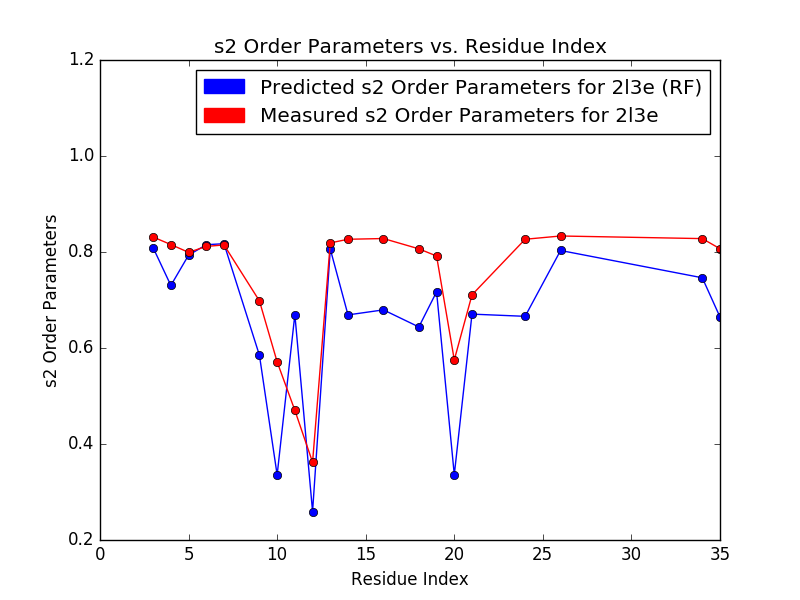 s2 Order Parameters vs. Residue Index
1.2
Predicted s2 Order Parameters for 2l3e (RF)
Measured s2 Order Parameters for 2l3e
1.0
0.8
0.6
0.4
0.2
s2 Order Parameters
0 5 10 15 20 25 30 35
Residue Index